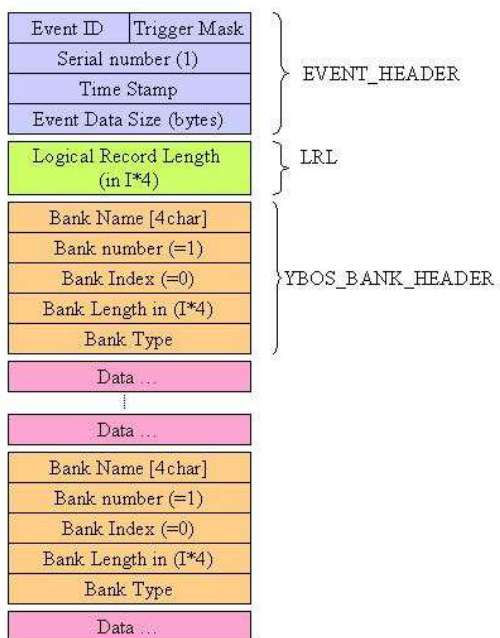 Event ID Trigger Mask
Serial number (1)
Time Stamp
Event Data Size (bytes)
EVENT_HEADER
Logical Record Length
(in I*4)
LRL
Bank Name [4char]
Bank number (=1)
Bank Index (=0)
Bank Length in (I*4)
Bank Type
YBOS_BANK_HEADER
Data ...
Data ...
Bank Name [4char]
Bank number (=1)
Bank Index (=0)
Bank Length in (I*4)
Bank Type
Data ...